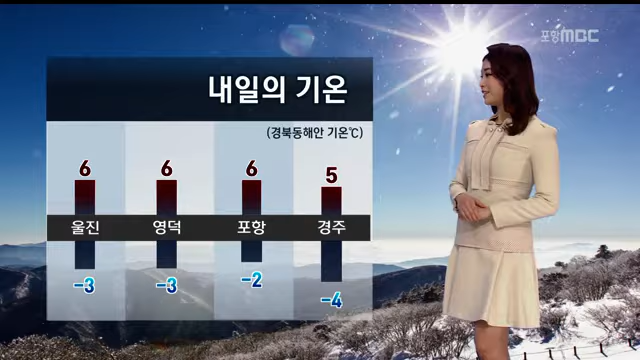 포항MBC
내일의 기온
(경북동해안 기온℃)
6 6 6 5
울진 영덕 포항 경주
-3 -3 -2 -4